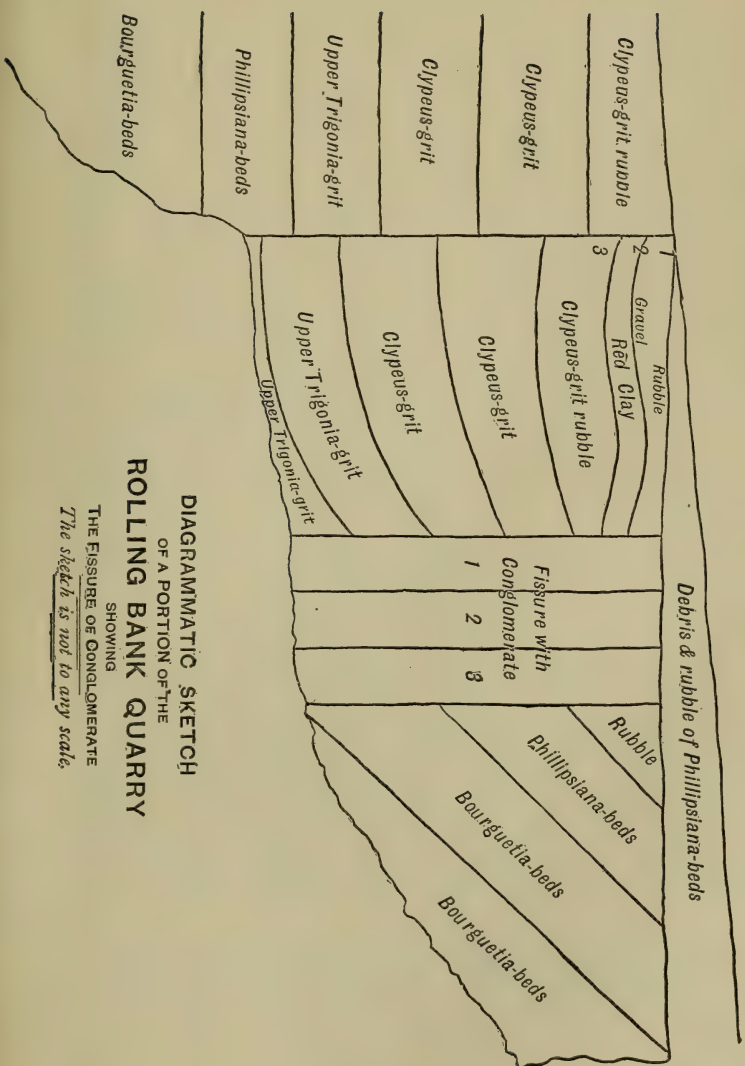 Debris & rubble of Phillipsiana-beds
Clypeus-grit rubble
Clypeus-grit
Clypeus-grit
Upper Trigonia-grit
Phillipsiana-beds
Bourguetia-beds
1
Rubble
2
Gravel
3
Red Clay
Clypeus-grit rubble
Clypeus-grit
Clypeus-grit
Upper Trigonia-grit
Upper Trigonia-grit
Fissure with
Conglomerate
1 2 3
Rubble
Phillipsiana-beds
Bourguetia-beds
Bourguetia-beds
DIAGRAMMATIC SKETCH
OF A PORTION OF THE
ROLLING BANK QUARRY
SHOWING
THE FISSURE OF CONGLOMERATE
The sketch is not to any scale.